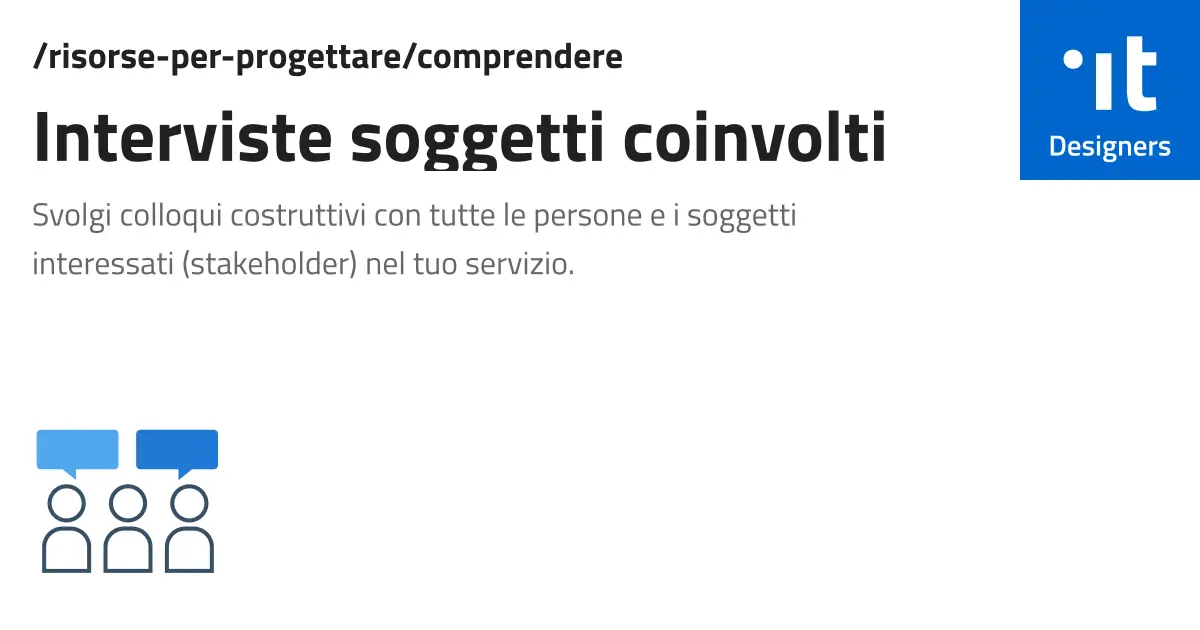 /risorse-per-progettare/comprendere
Interviste soggetti coinvolti
Svolgi colloqui costruttivi con tutte le persone e i soggetti
interessati (stakeholder) nel tuo servizio.
it
Designers